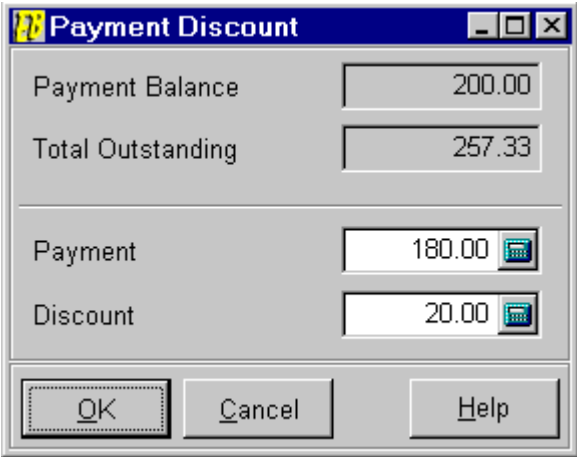 Payment Discount
Payment Balance 200.00
Total Outstanding 257.33
Payment 180.00
Discount 20.00
OK Cancel Help